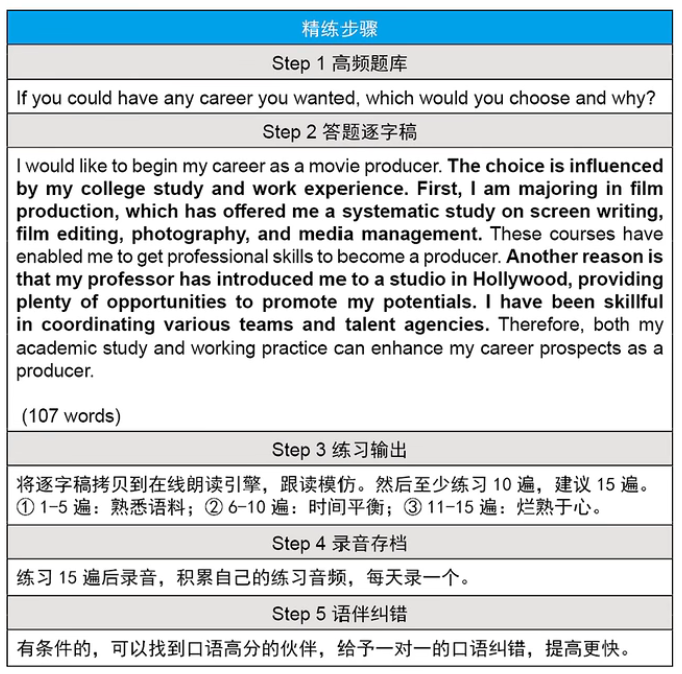 精练步骤
Step 1 高频题库
If you could have any career you wanted, which would you choose and why?
Step 2 答题逐字稿
I would like to begin my career as a movie producer. The choice is influenced
by my college study and work experience. First, I am majoring in film
production, which has offered me a systematic study on screen writing,
film editing, photography, and media management. These courses have
enabled me to get professional skills to become a producer. Another reason is
that my professor has introduced me to a studio in Hollywood, providing
plenty of opportunities to promote my potentials. I have been skillful
in coordinating various teams and talent agencies. Therefore, both my
academic study and working practice can enhance my career prospects as a
producer.
(107 words)
Step 3 练习输出
将逐字稿拷贝到在线朗读引擎，跟读模仿。然后至少练习 10 遍，建议 15 遍。
① 1-5 遍：熟悉语料；② 6-10 遍：时间平衡；③ 11-15 遍：烂熟于心。
Step 4 录音存档
练习 15 遍后录音，积累自己的练习音频，每天录一个。
Step 5 语伴纠错
有条件的，可以找到口语高分的伙伴，给予一对一的口语纠错，提高更快。